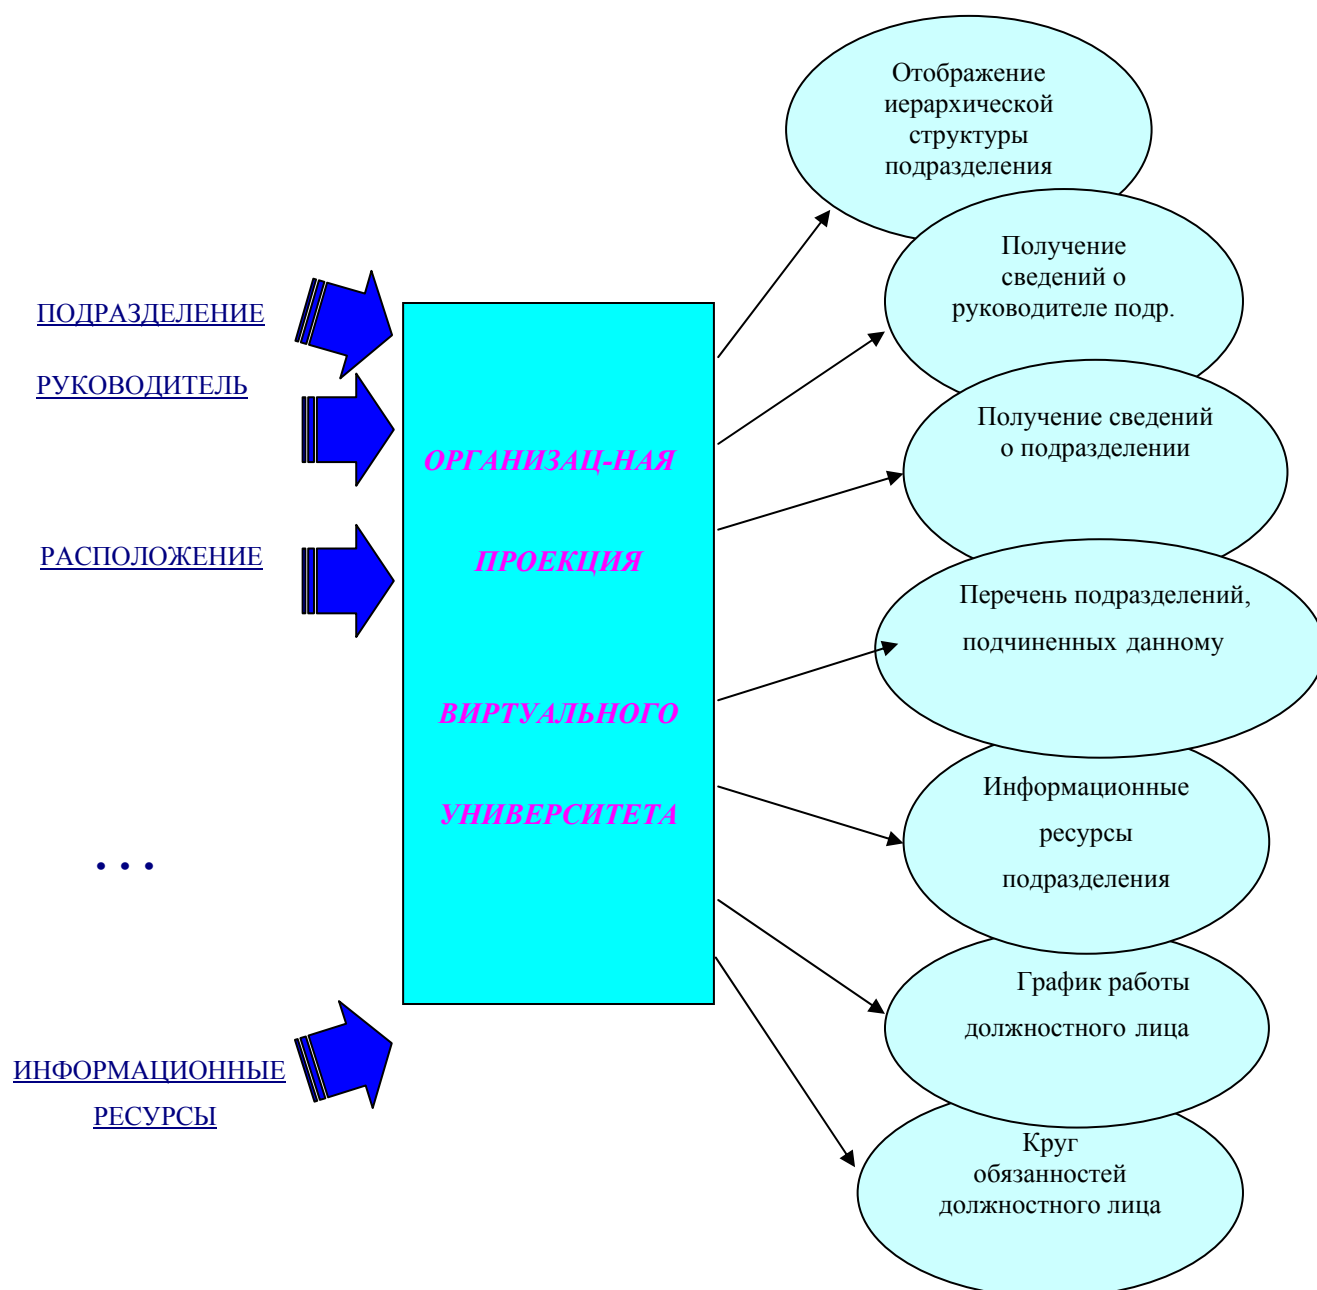 ПОДРАЗДЕЛЕНИЕ
РУКОВОДИТЕЛЬ
РАСПОЛОЖЕНИЕ
. . .
ИНФОРМАЦИОННЫЕ
РЕСУРСЫ
ОРГАНИЗАЦ-НАЯ
ПРОЕКЦИЯ
ВИРТУАЛЬНОГО
УНИВЕРСИТЕТА
Отображение
иерархической
структуры
подразделения
Получение
сведений о
руководителе подр.
Получение сведений
о подразделении
Перечень подразделений,
подчиненных данному
Информационные
ресурсы
подразделения
График работы
должностного лица
Круг
обязанностей
должностного лица